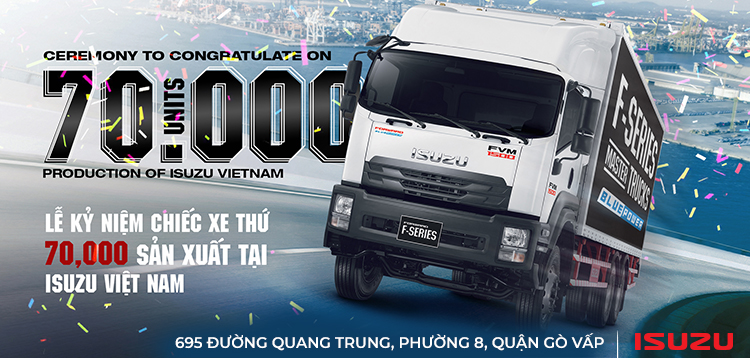 CEREMONY TO CONGRATULATE ON
70.000
UNITS
PRODUCTION OF ISUZU VIETNAM
LỄ KỶ NIỆM CHIẾC XE THỨ
70,000 SẢN XUẤT TẠI
ISUZU VIỆT NAM
FORWARD
ISUZU
FVM
1500
F-SERIES
F-SERIES
MASTER TRUCKS
BLUEPOWER
695 ĐƯỜNG QUANG TRUNG, PHƯỜNG 8, QUẬN GÒ VẤP
ISUZU